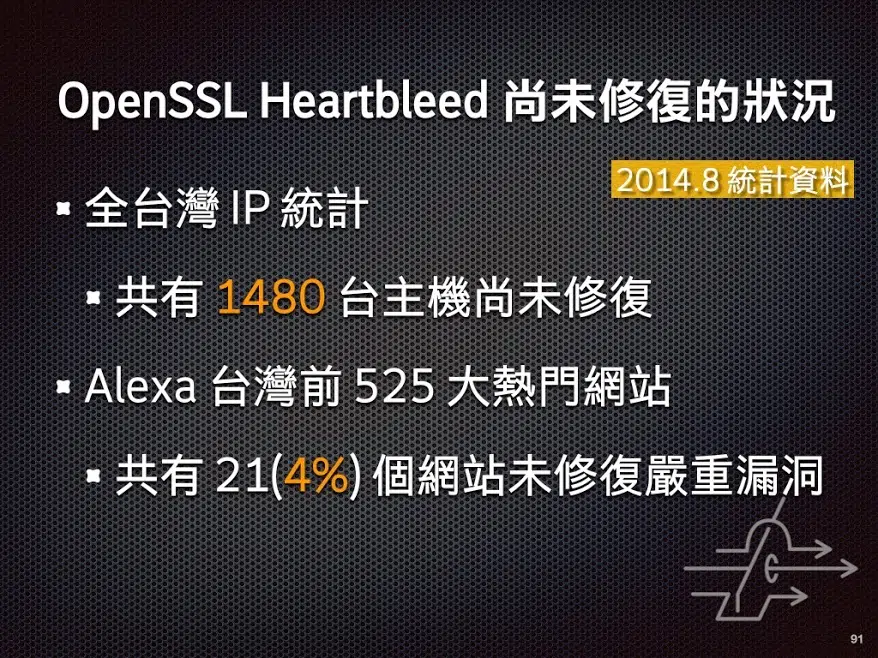 OpenSSL Heartbleed 尚未修復的狀況
2014.8 統計資料
全台灣 IP 統計
共有 1480 台主機尚未修復
Alexa 台灣前 525 大熱門網站
共有 21(4%) 個網站未修復嚴重漏洞
91